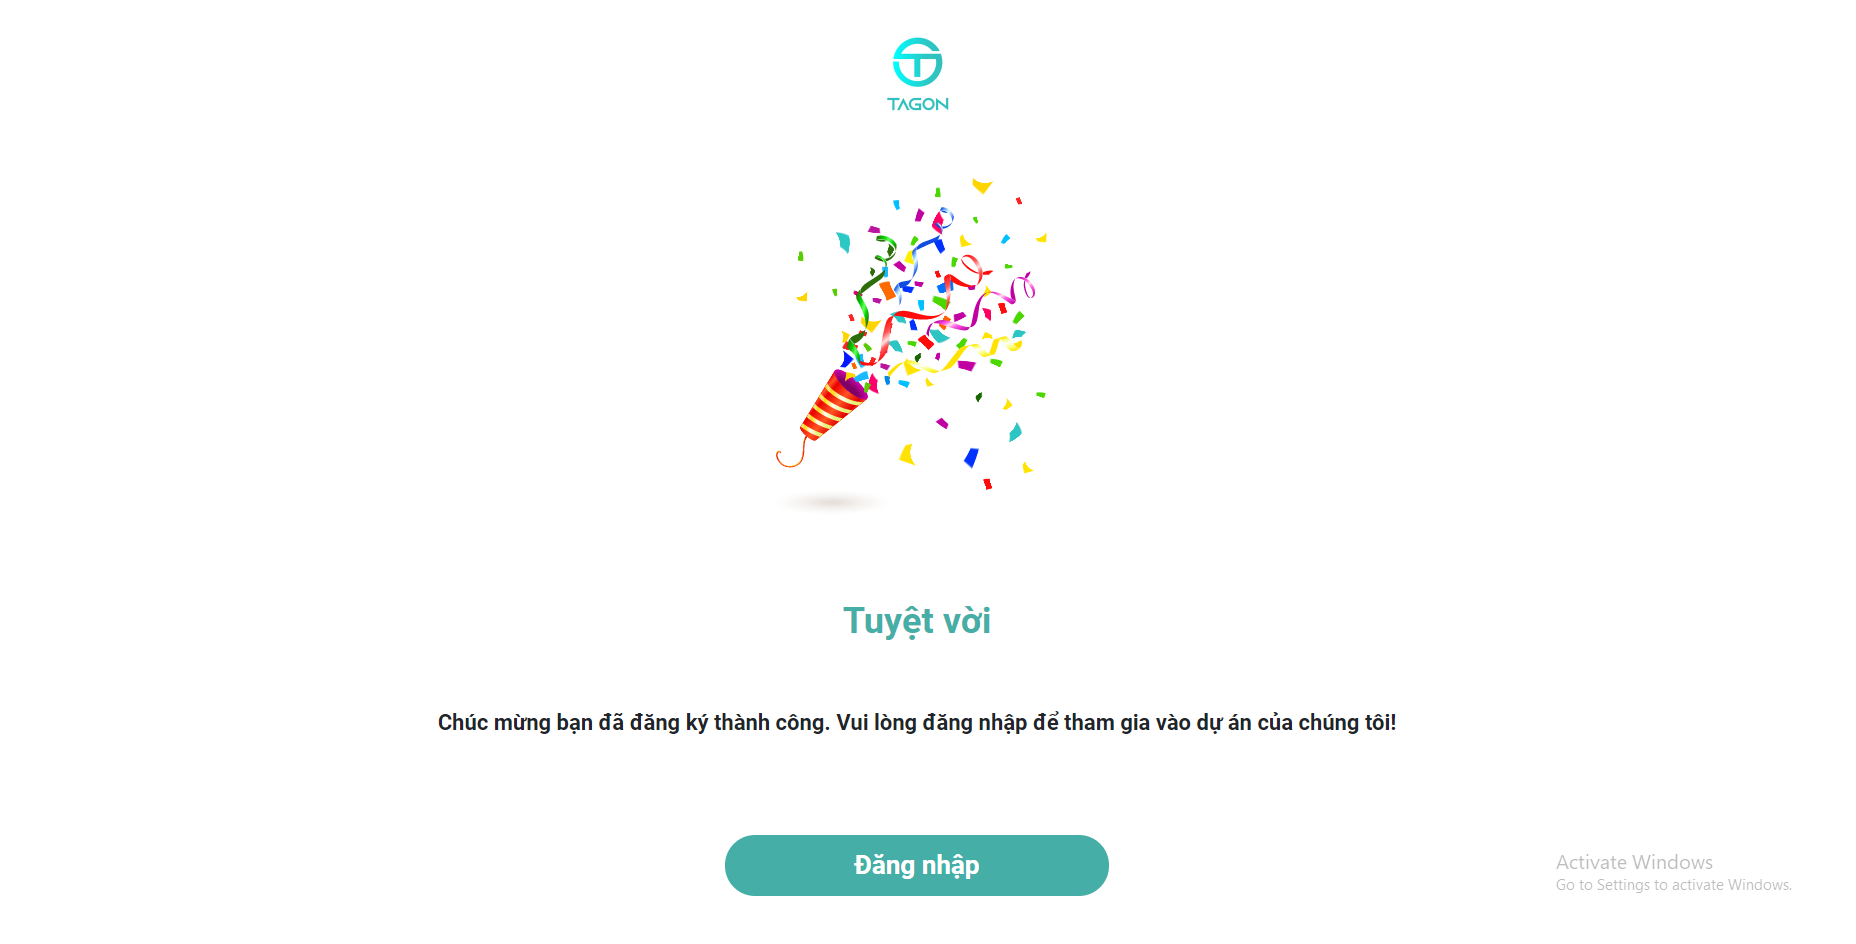 TAGON
Tuyệt vời
Chúc mừng bạn đã đăng ký thành công. Vui lòng đăng nhập để tham gia vào dự án của chúng tôi!
Đăng nhập
Activate Windows
Go to Settings to activate Windows.